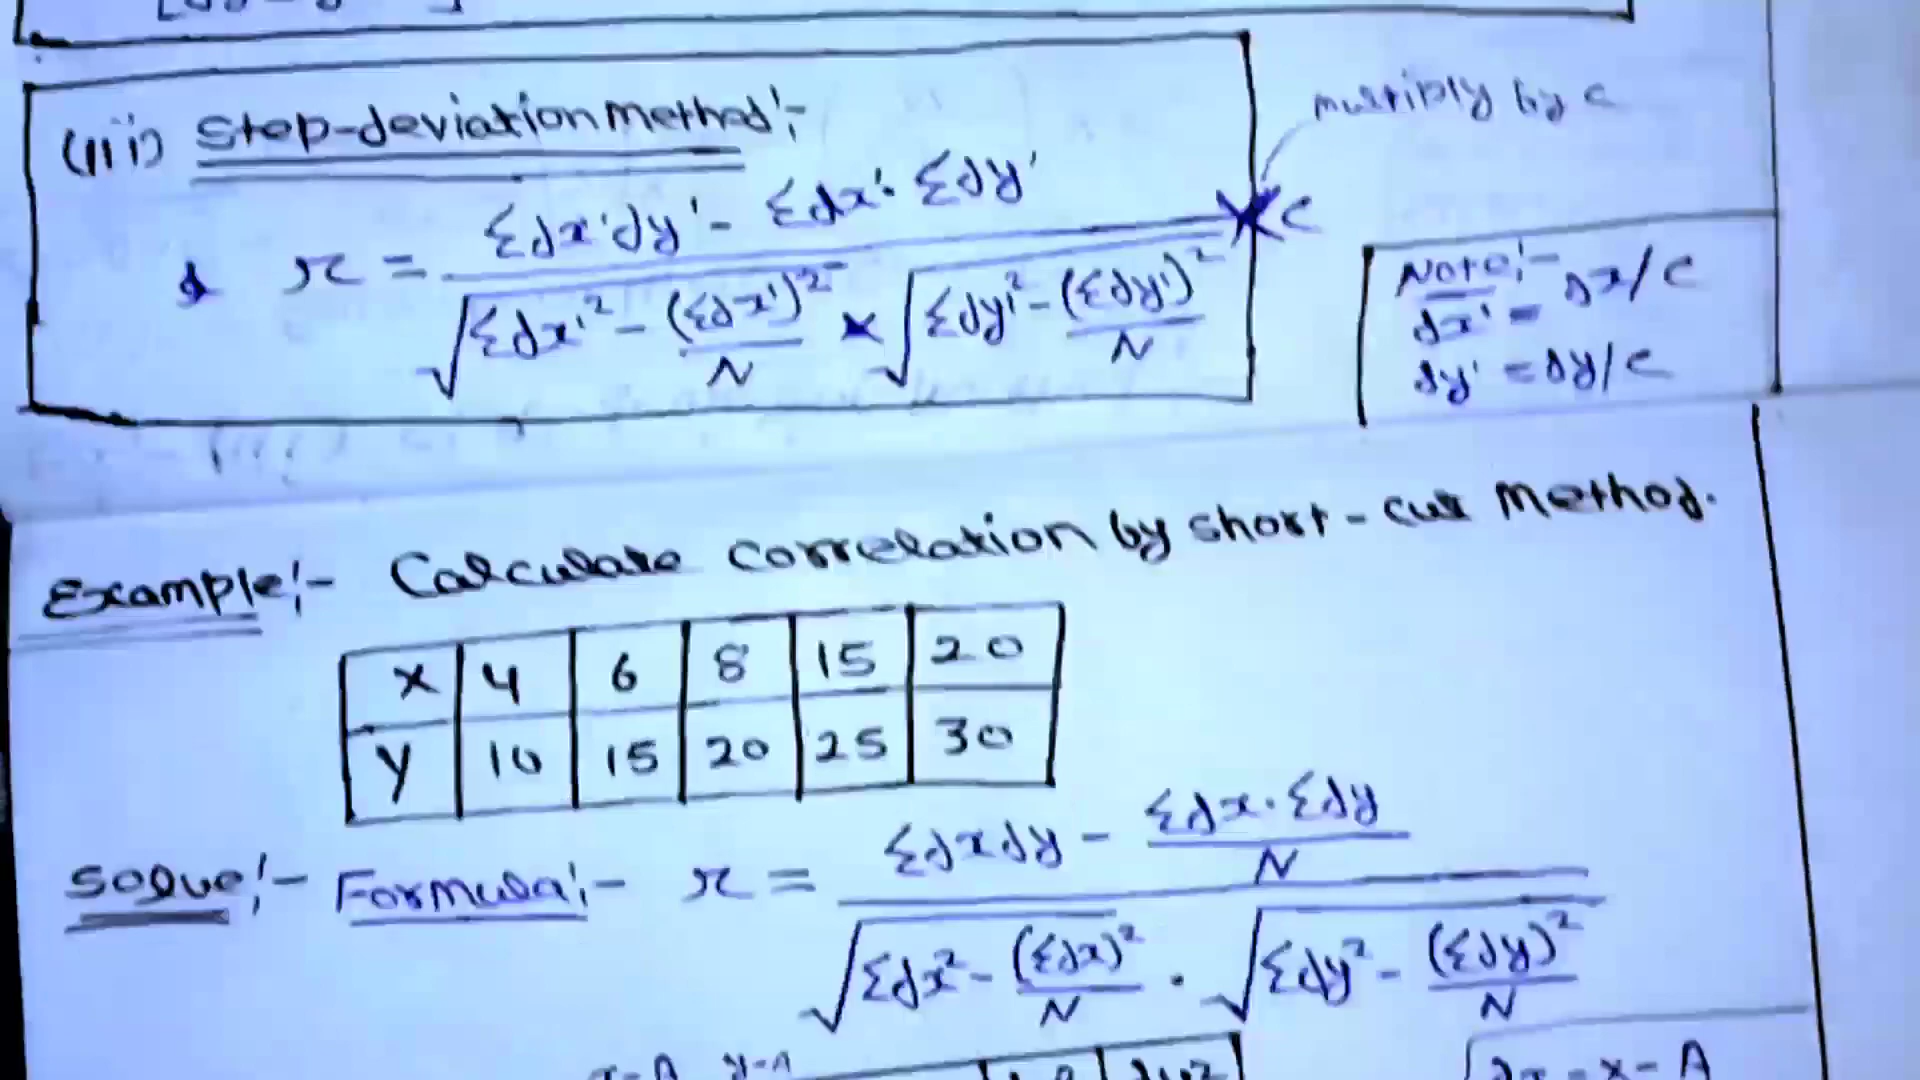 (iii) Step-deviation method:-
multiply by c
r = Σdx'dy' - Σdx'. Σdy' / √Σdx'² - (Σdx')²/N × √Σdy'² - (Σdy')²/N × c
Note:-
dx' = dx/c
dy' = dy/c
Example:- Calculate correlation by short-cut method.
X 4 6 8 15 20
Y 10 15 20 25 30
Solve:- Formula:- r = Σdxdy - Σdx.Σdy/N / √Σdx² - (Σdx)²/N . √Σdy² - (Σdy)²/N
x-A y-A
dx = x-A